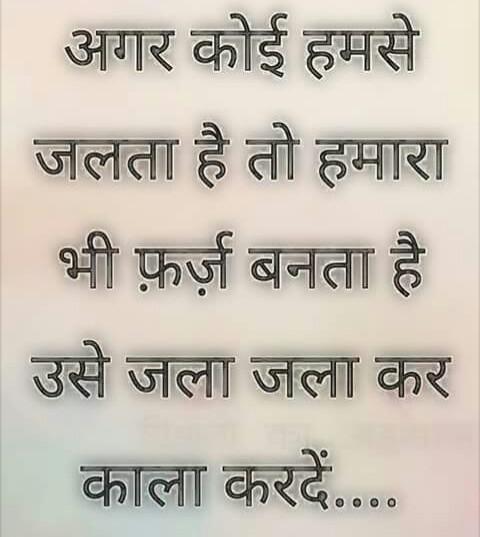 अगर कोई हमसे
जलता है तो हमारा
भी फ़र्ज़ बनता है
उसे जला जला कर
काला करदें....